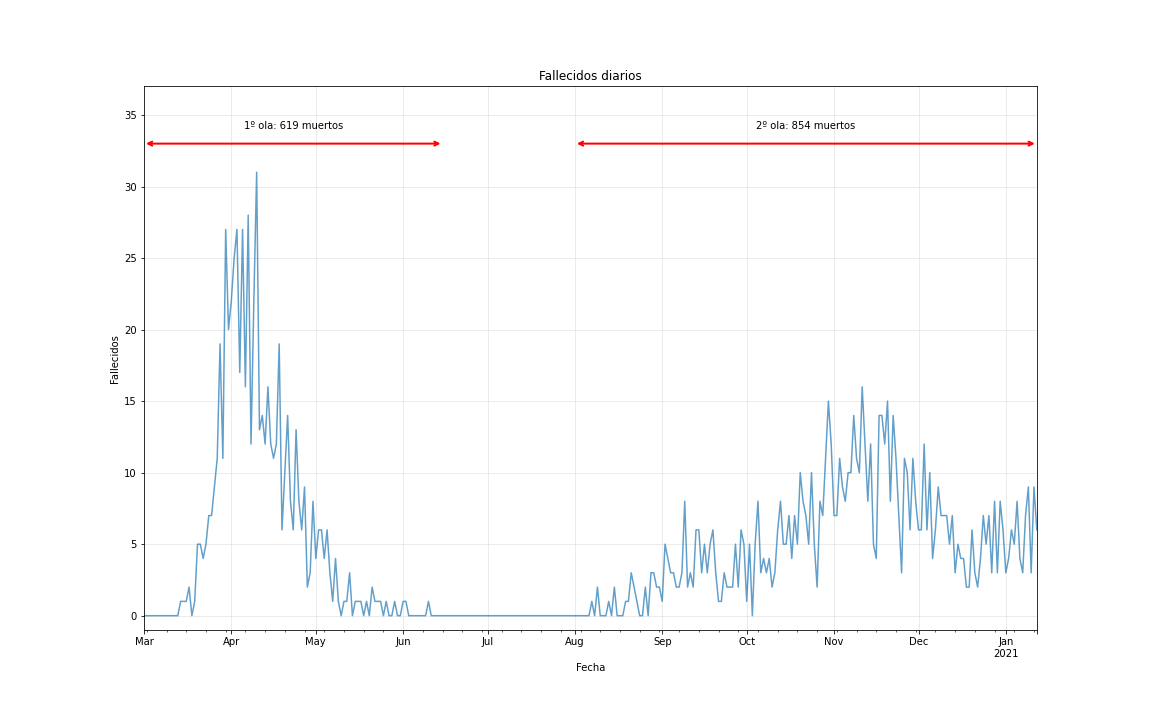 Fallecidos diarios
1º ola: 619 muertos
2º ola: 854 muertos
Fallecidos
35
30
25
20
15
10
5
0
Mar Apr May Jun Jul Aug Sep Oct Nov Dec Jan
2021
Fecha